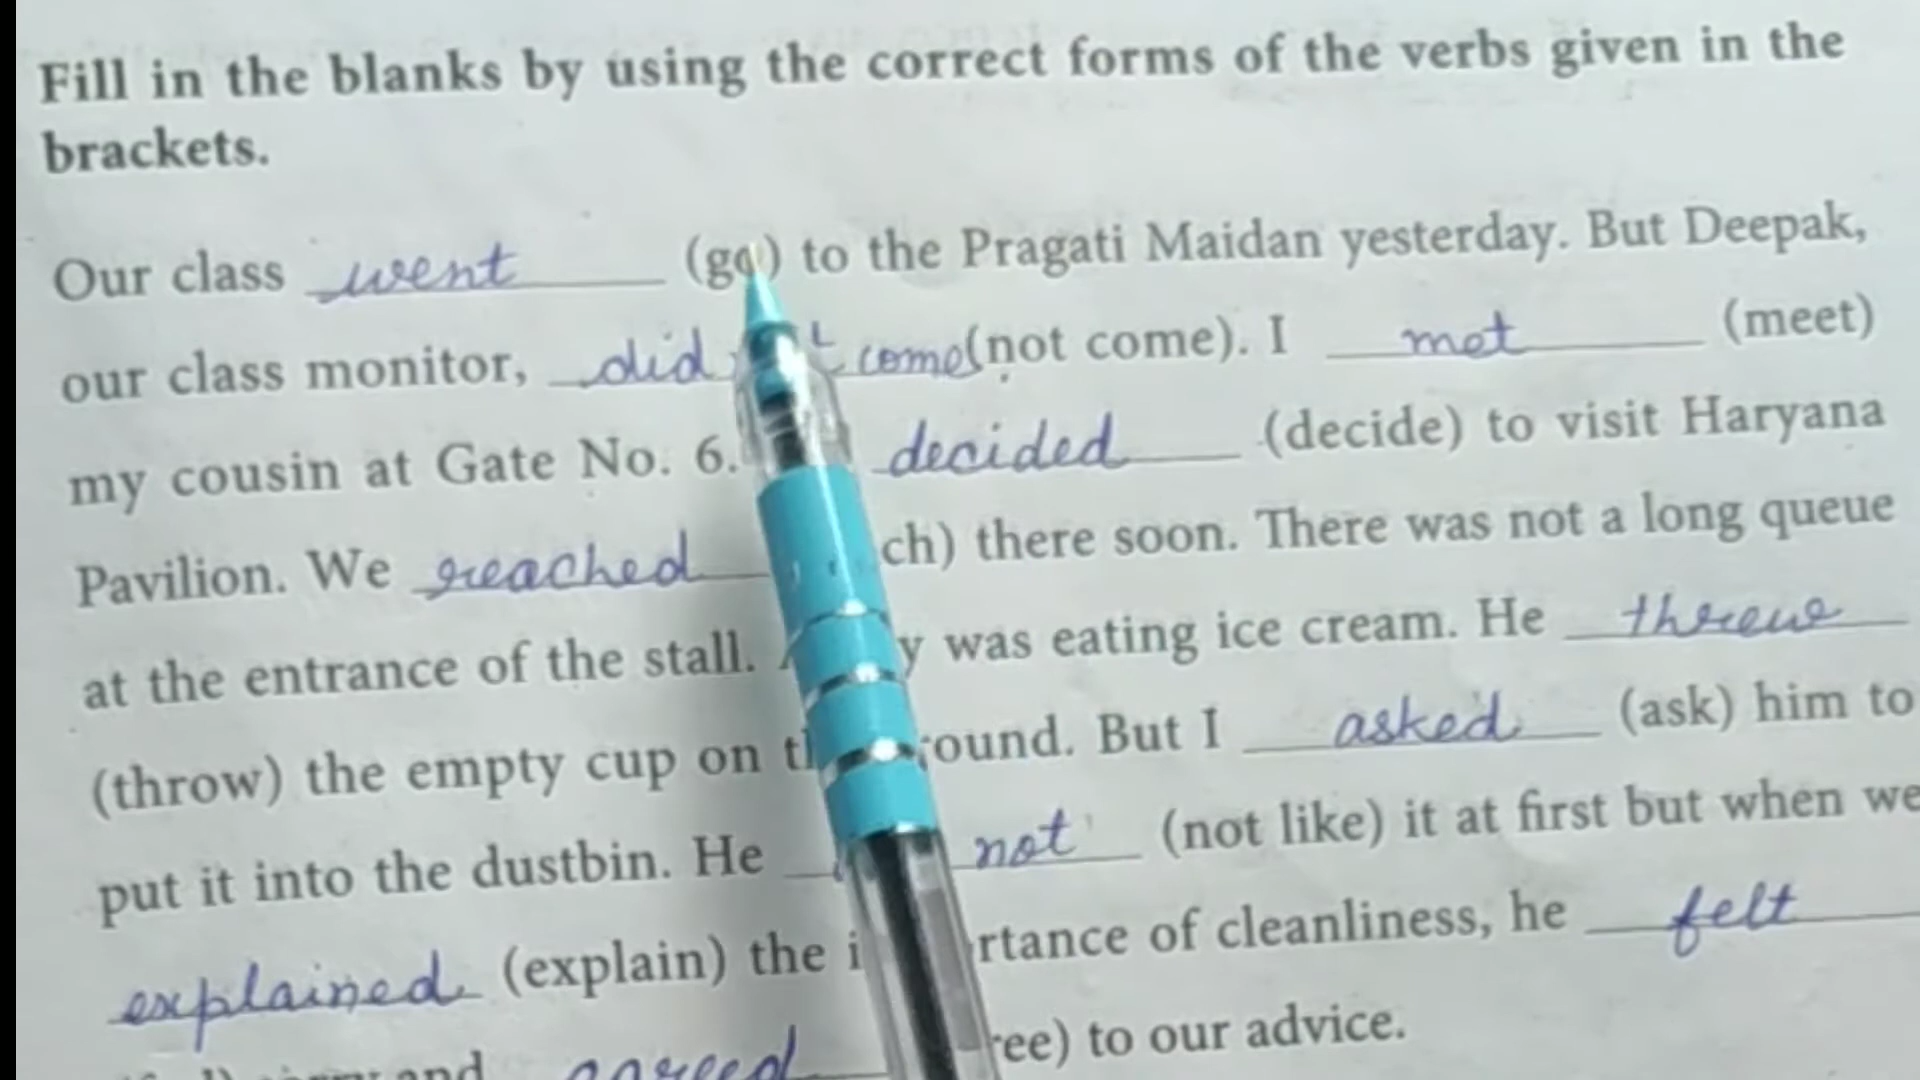 Fill in the blanks by using the correct forms of the verbs given in the
brackets.
Our class went (go) to the Pragati Maidan yesterday. But Deepak,
our class monitor, did come (not come). I met (meet)
my cousin at Gate No. 6. decided (decide) to visit Haryana
Pavilion. We reached ch) there soon. There was not a long queue
at the entrance of the stall. y was eating ice cream. He threw
(throw) the empty cup on ound. But I asked (ask) him to
put it into the dustbin. He not (not like) it at first but when we
explained (explain) the rtance of cleanliness, he felt
and agreed ree) to our advice.